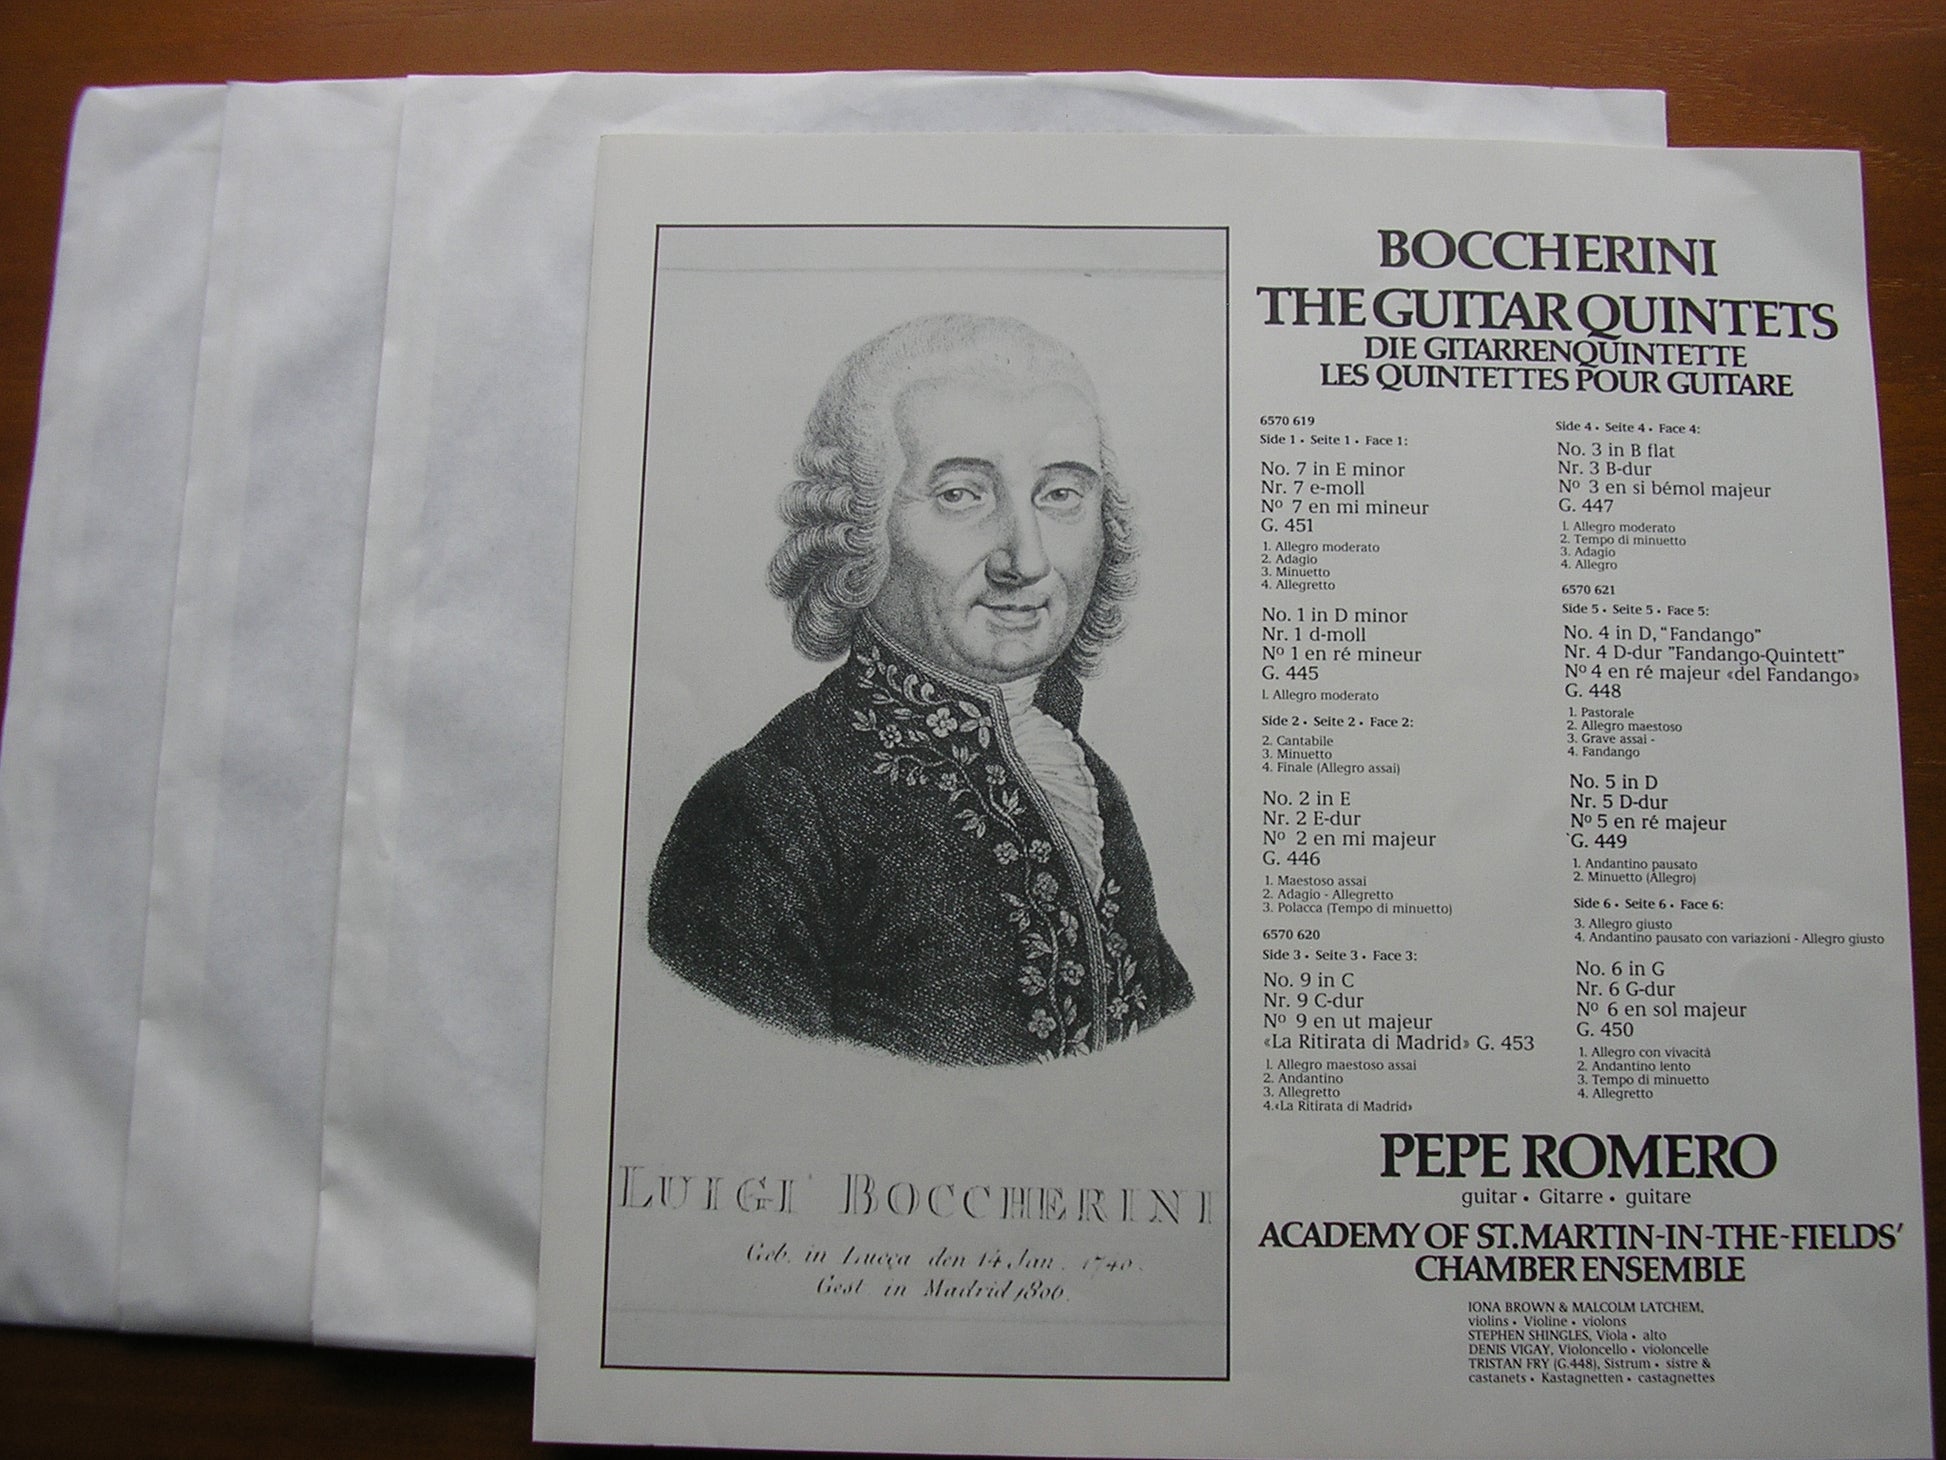 LUIGI BOCCHERINI
Geb. in Lucca den 14 Jan. 1740.
Gest. in Madrid 1806.
BOCCHERINI
THE GUITAR QUINTETS
DIE GITARRENQUINTETTE
LES QUINTETTES POUR GUITARE
6570 619
Side 1 • Seite 1 • Face 1:
No. 7 in E minor
Nr. 7 e-moll
Nº 7 en mi mineur
G. 451
1. Allegro moderato
2. Adagio
3. Minuetto
4. Allegretto
No. 1 in D minor
Nr. 1 d-moll
Nº 1 en ré mineur
G. 445
1. Allegro moderato
Side 2 • Seite 2 • Face 2:
2. Cantabile
3. Minuetto
4. Finale (Allegro assai)
No. 2 in E
Nr. 2 E-dur
Nº 2 en mi majeur
G. 446
1. Maestoso assai
2. Adagio - Allegretto
3. Polacca (Tempo di minuetto)
6570 620
Side 3 • Seite 3 • Face 3:
No. 9 in C
Nr. 9 C-dur
Nº 9 en ut majeur
«La Ritirata di Madrid» G. 453
1. Allegro maestoso assai
2. Andantino
3. Allegretto
4. «La Ritirata di Madrid»
Side 4 • Seite 4 • Face 4:
No. 3 in B flat
Nr. 3 B-dur
Nº 3 en si bémol majeur
G. 447
1. Allegro moderato
2. Tempo di minuetto
3. Adagio
4. Allegro
6570 621
Side 5 • Seite 5 • Face 5:
No. 4 in D, "Fandango"
Nr. 4 D-dur "Fandango-Quintett"
Nº 4 en ré majeur «del Fandango»
G. 448
1. Pastorale
2. Allegro maestoso
3. Grave assai -
4. Fandango
No. 5 in D
Nr. 5 D-dur
Nº 5 en ré majeur
G. 449
1. Andantino pausato
2. Minuetto (Allegro)
Side 6 • Seite 6 • Face 6:
3. Allegro giusto
4. Andantino pausato con variazioni - Allegro giusto
No. 6 in G
Nr. 6 G-dur
Nº 6 en sol majeur
G. 450
1. Allegro con vivacità
2. Andantino lento
3. Tempo di minuetto
4. Allegretto
PEPE ROMERO
guitar • Gitarre • guitare
ACADEMY OF ST.MARTIN-IN-THE-FIELDS'
CHAMBER ENSEMBLE
IONA BROWN & MALCOLM LATCHEM,
violins • Violine • violons
STEPHEN SHINGLES, Viola • alto
DENIS VIGAY, Violoncello • violoncelle
TRISTAN FRY (G.448), Sistrum • sistre &
castanets • Kastagnetten • castagnettes